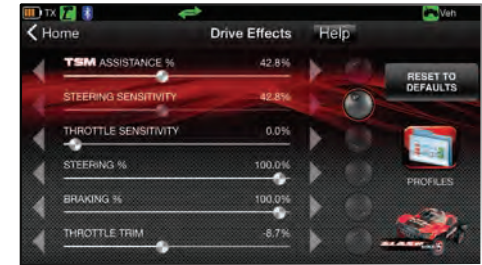 TX Veh
Home Drive Effects Help
TSM ASSISTANCE % 42.8%
RESET TO
DEFAULTS
STEERING SENSITIVITY 42.8%
THROTTLE SENSITIVITY 0.0%
STEERING % 100.0%
PROFILES
BRAKING % 100.0%
THROTTLE TRIM -8.7%
SLASH